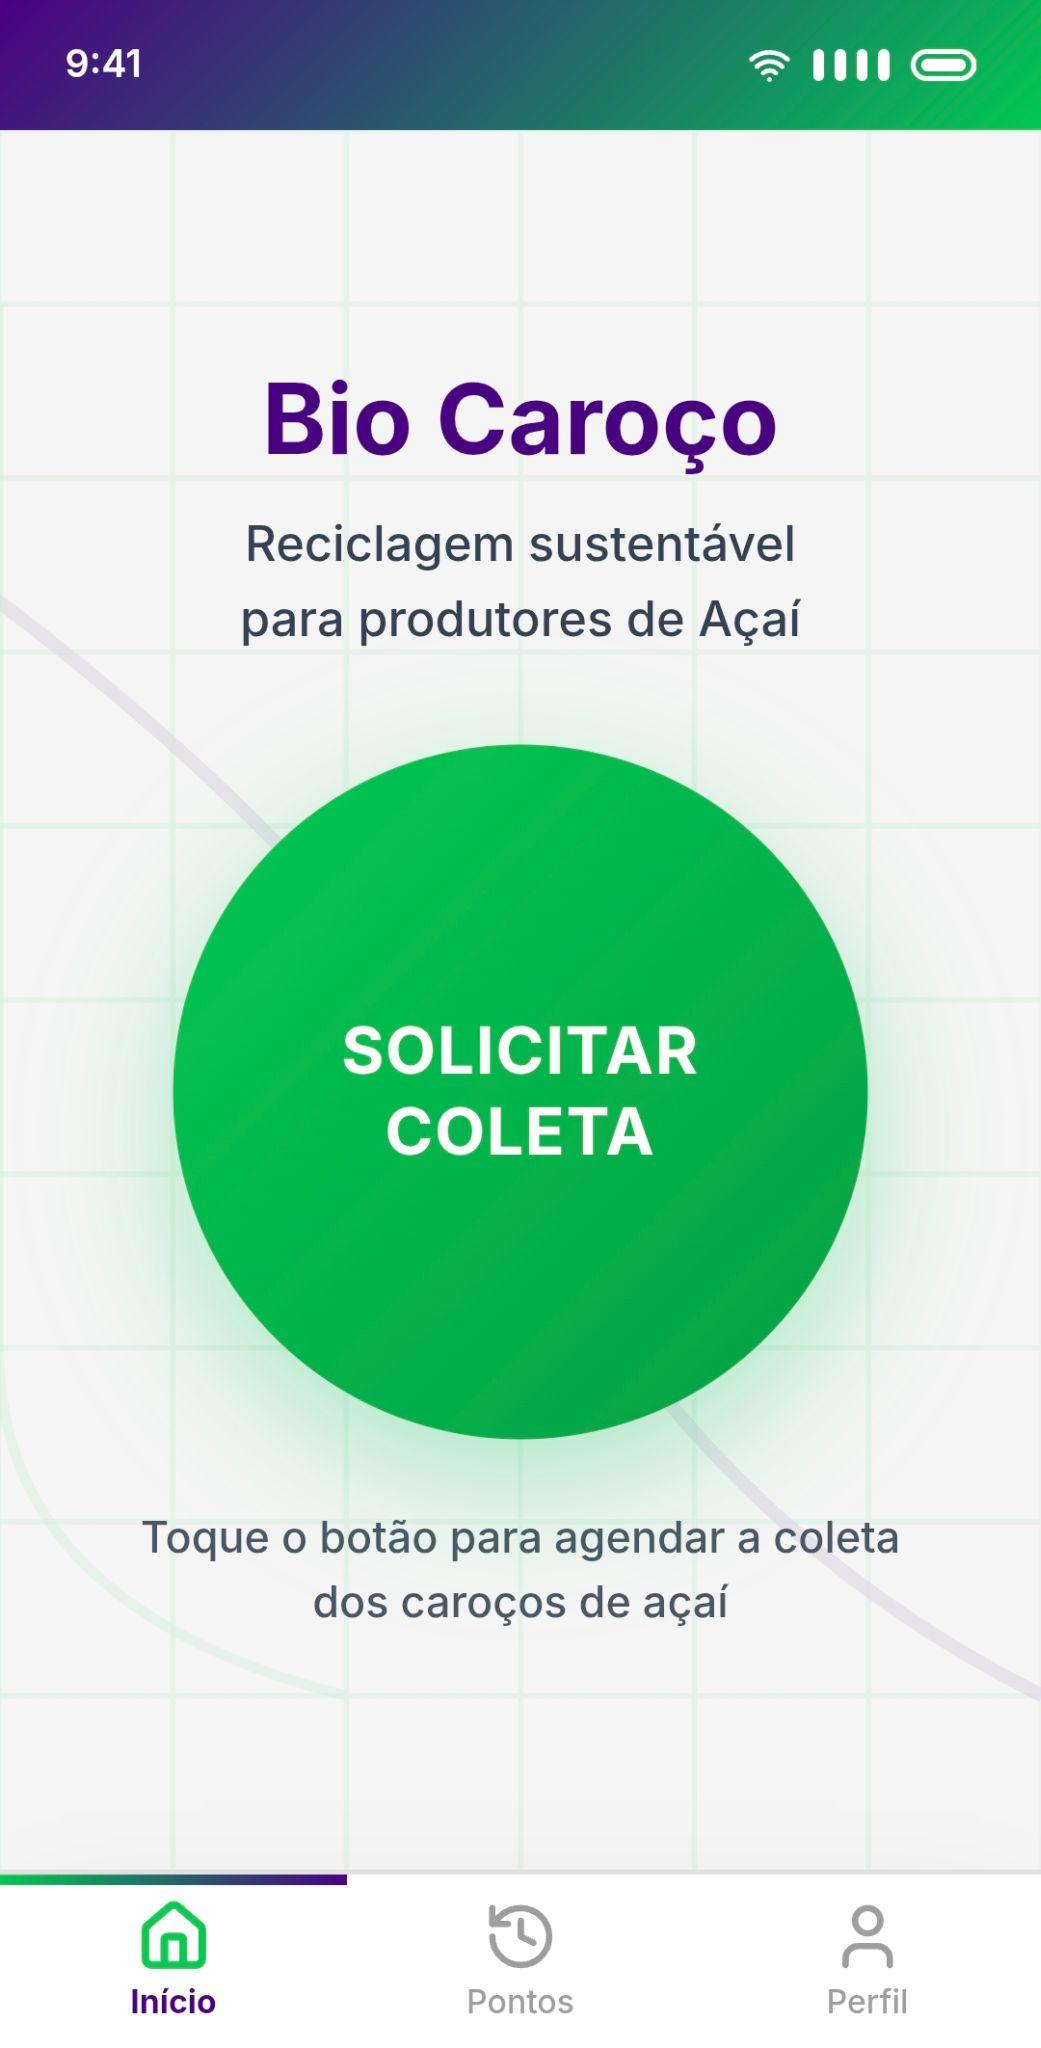 9:41
Bio Caroço
Reciclagem sustentável
para produtores de Açaí
SOLICITAR
COLETA
Toque o botão para agendar a coleta
dos caroços de açaí
Início
Pontos
Perfil